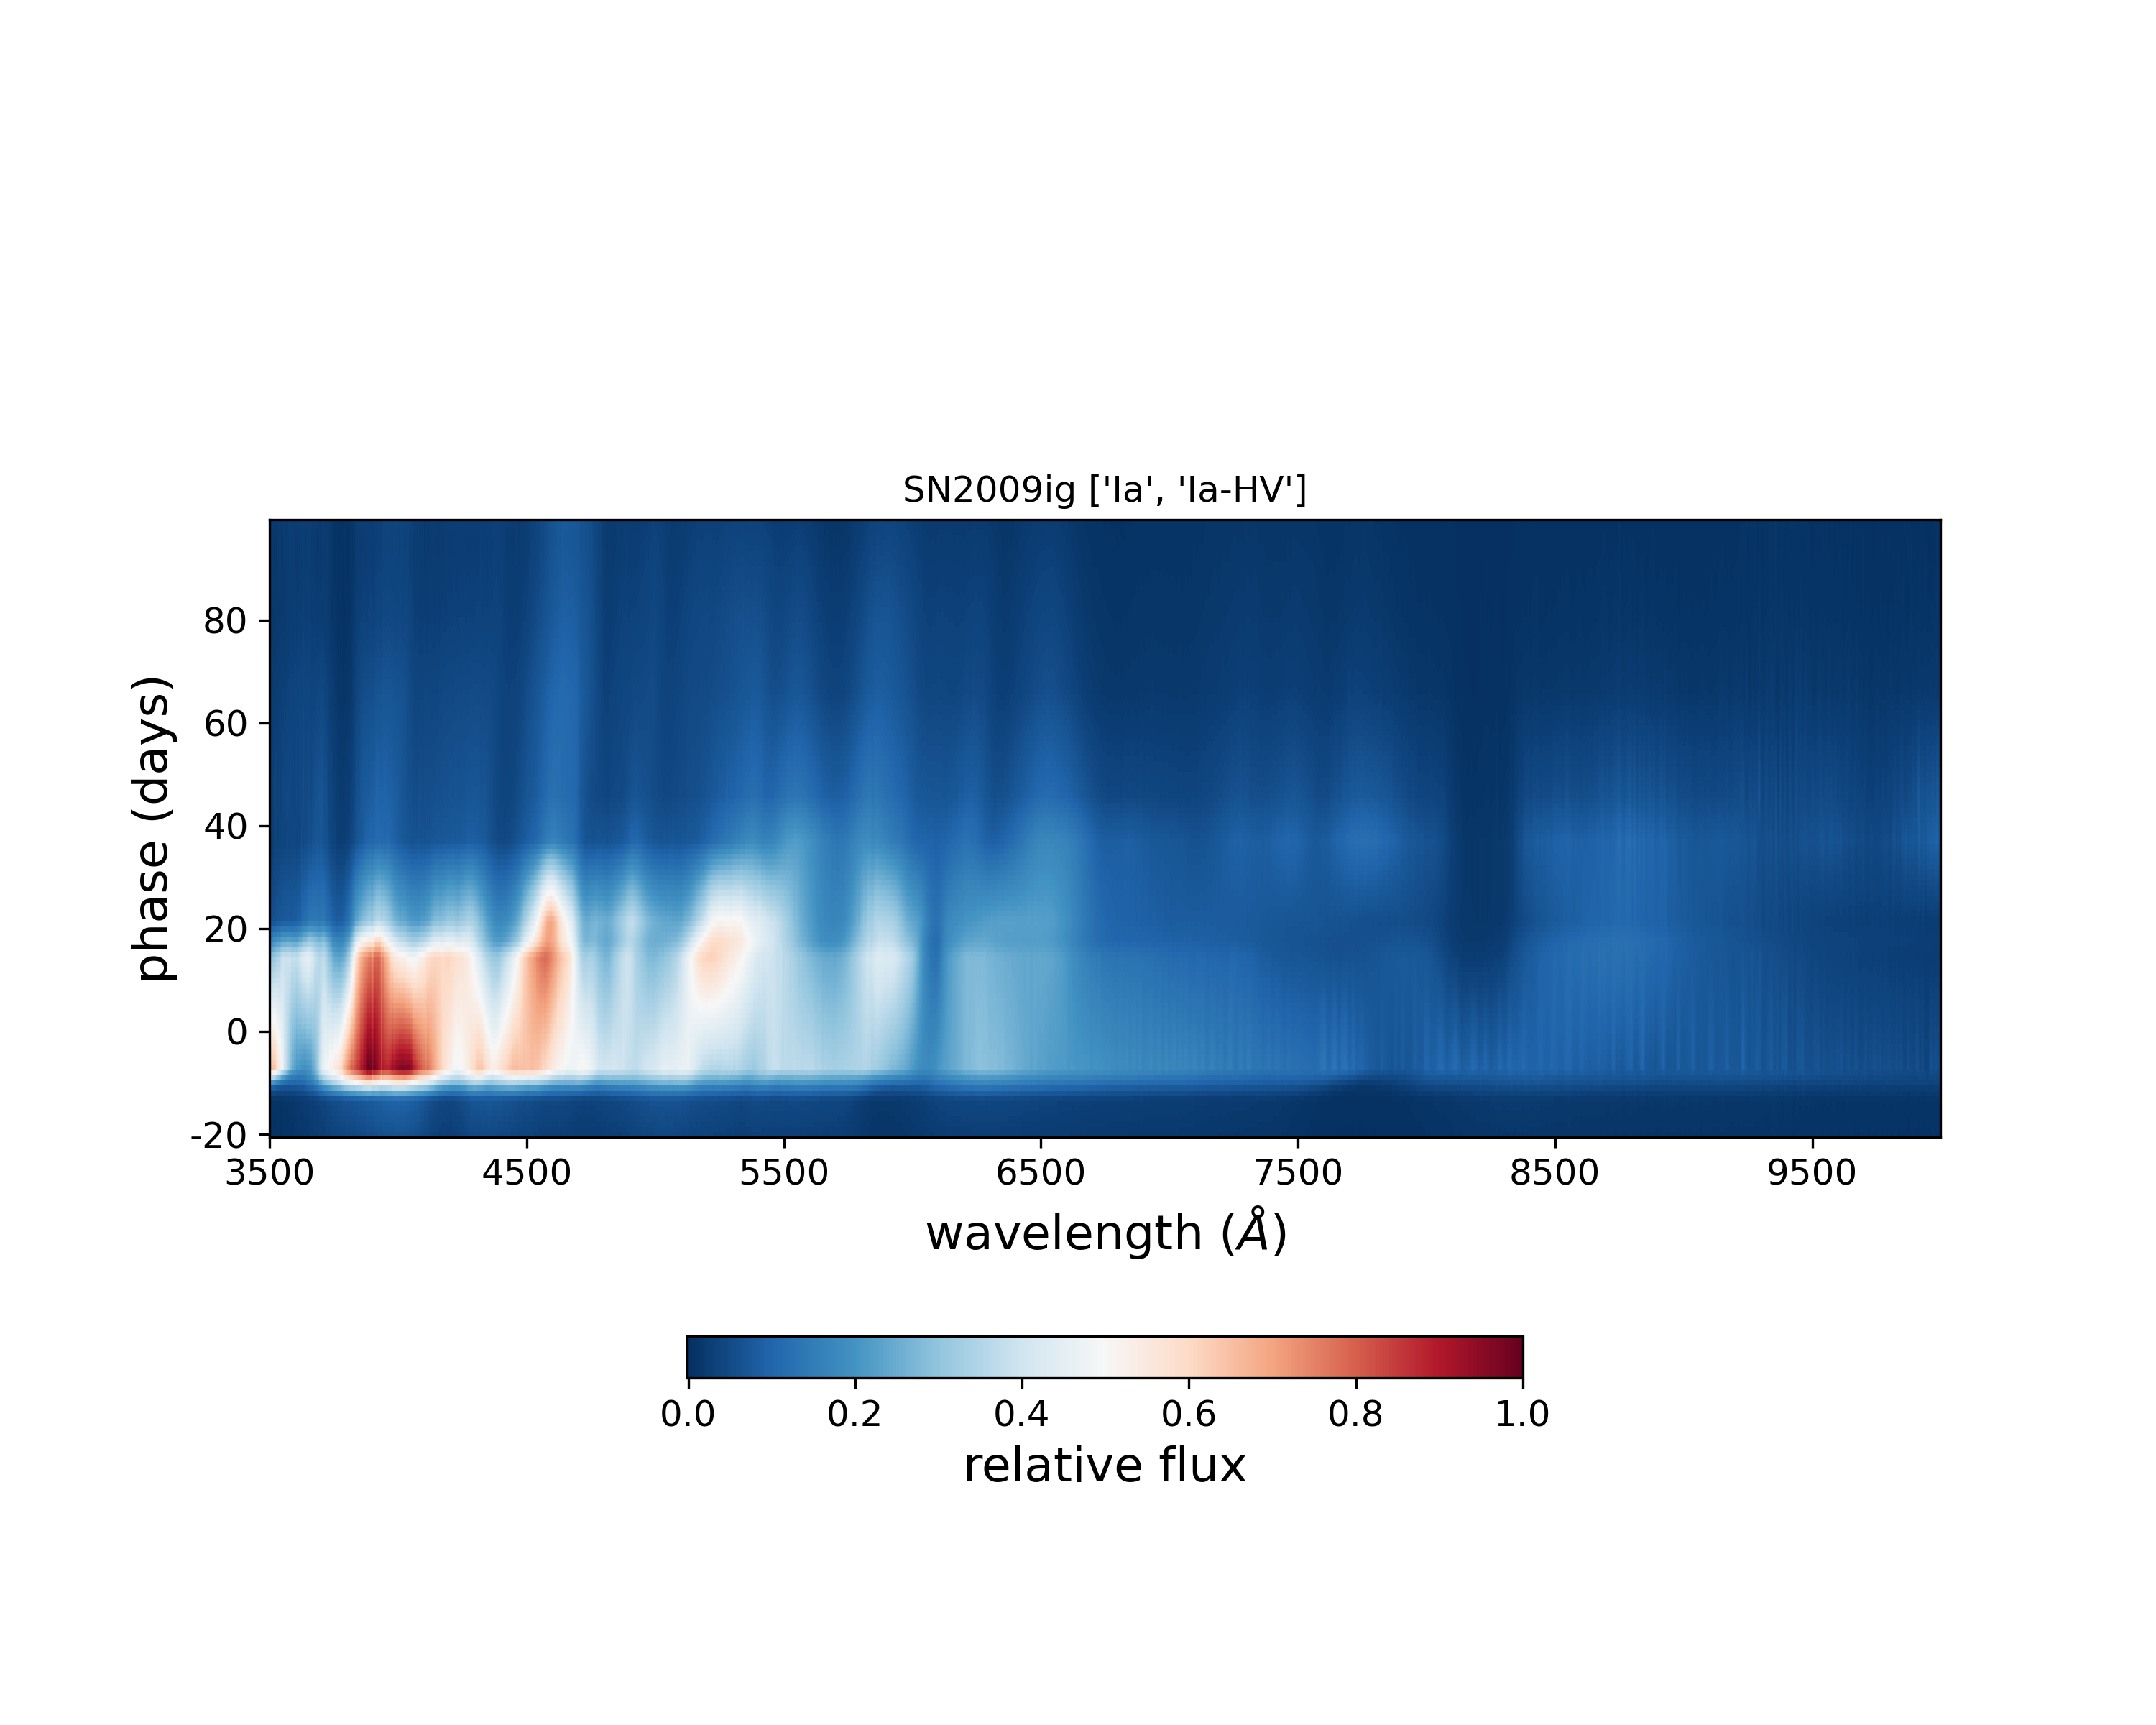 SN2009ig ['Ia', 'Ia-HV']
80
60
40
20
0
-20
phase (days)
3500 4500 5500 6500 7500 8500 9500
wavelength (Å)
0.0 0.2 0.4 0.6 0.8 1.0
relative flux